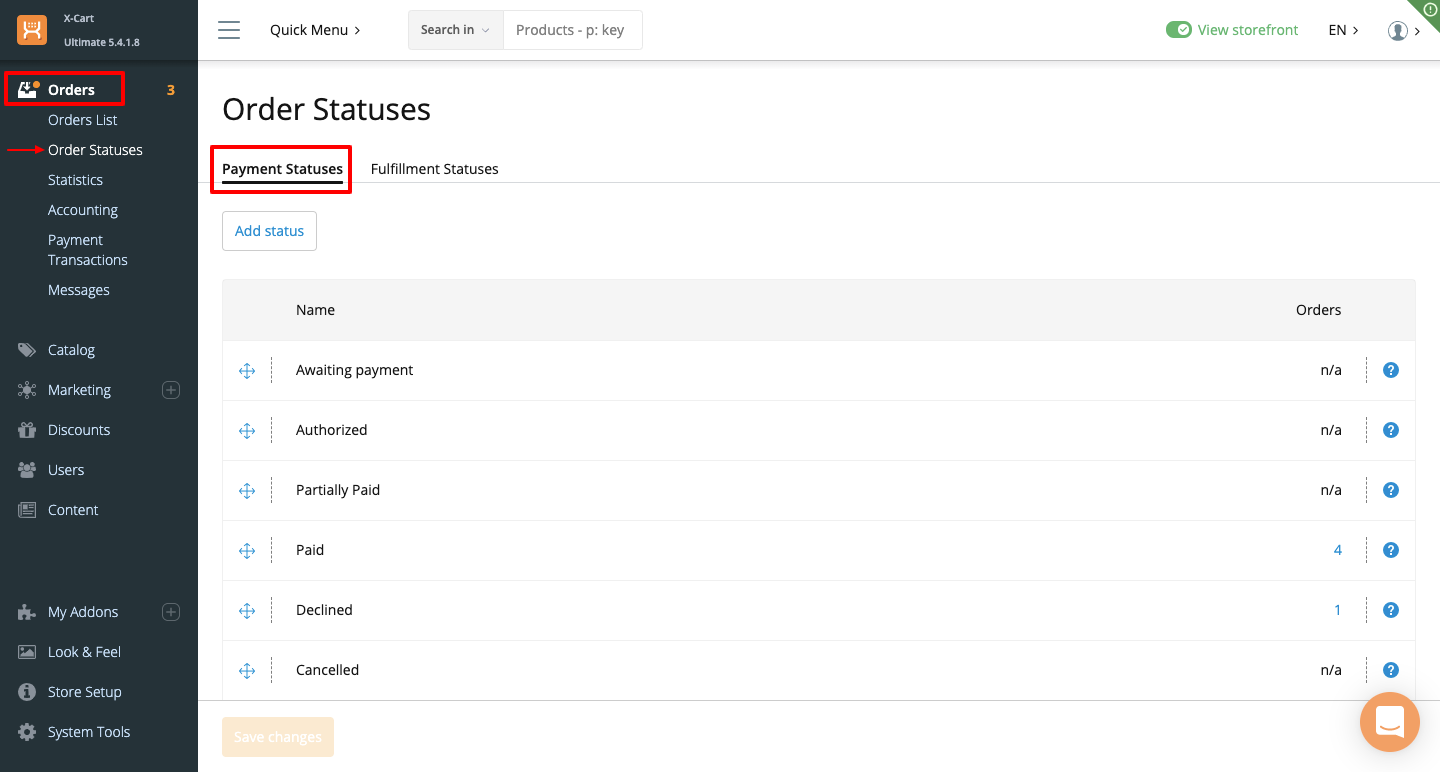 X-Cart
Ultimate 5.4.1.8
Quick Menu
Search in
Products - p: key
View storefront
EN
Orders
3
Orders List
Order Statuses
Statistics
Accounting
Payment
Transactions
Messages
Catalog
Marketing
Discounts
Users
Content
My Addons
Look & Feel
Store Setup
System Tools
Order Statuses
Payment Statuses
Fulfillment Statuses
Add status
Name Orders
Awaiting payment n/a ?
Authorized n/a ?
Partially Paid n/a ?
Paid 4 ?
Declined 1 ?
Cancelled n/a ?
Save changes